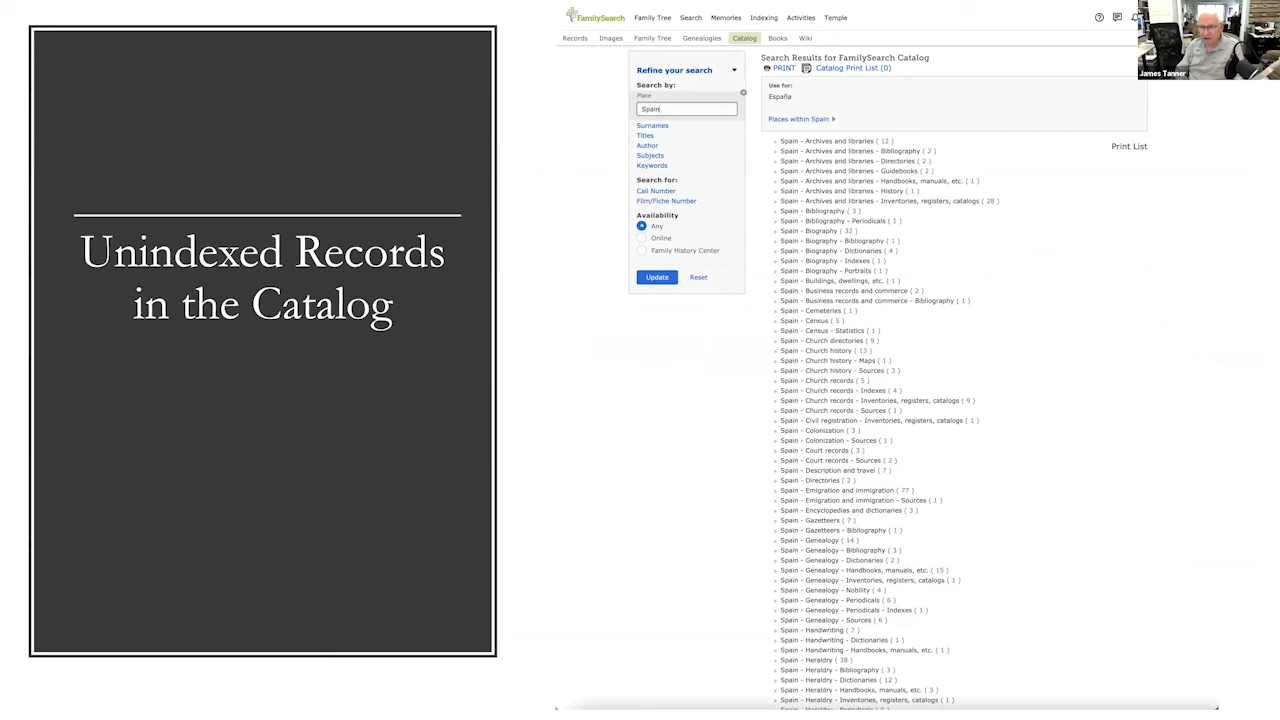 Unindexed Records
in the Catalog
FamilySearch
Family Tree Search Memories Indexing Activities Temple
Records Images Family Tree Genealogies Catalog Books Wiki
Refine your search
Search by:
Place
Spain
Surnames
Titles
Author
Subjects
Keywords
Search for:
Call Number
Film/Fiche Number
Availability
Any
Online
Family History Center
Update Reset
Search Results for FamilySearch Catalog
PRINT Catalog Print List (0)
Use for:
España
Places within Spain
Print List
Spain - Archives and libraries ( 12 )
Spain - Archives and libraries - Bibliography ( 2 )
Spain - Archives and libraries - Directories ( 2 )
Spain - Archives and libraries - Guidebooks ( 2 )
Spain - Archives and libraries - Handbooks, manuals, etc. ( 1 )
Spain - Archives and libraries - History ( 1 )
Spain - Archives and libraries - Inventories, registers, catalogs ( 28 )
Spain - Bibliography ( 3 )
Spain - Bibliography - Periodicals ( 1 )
Spain - Biography ( 32 )
Spain - Biography - Bibliography ( 1 )
Spain - Biography - Dictionaries ( 4 )
Spain - Biography - Indexes ( 1 )
Spain - Biography - Portraits ( 1 )
Spain - Buildings, dwellings, etc. ( 1 )
Spain - Business records and commerce ( 2 )
Spain - Business records and commerce - Bibliography ( 1 )
Spain - Cemeteries ( 1 )
Spain - Census ( 5 )
Spain - Census - Statistics ( 1 )
Spain - Church directories ( 9 )
Spain - Church history ( 13 )
Spain - Church history - Maps ( 1 )
Spain - Church history - Sources ( 3 )
Spain - Church records ( 5 )
Spain - Church records - Indexes ( 4 )
Spain - Church records - Inventories, registers, catalogs ( 9 )
Spain - Church records - Sources ( 1 )
Spain - Civil registration - Inventories, registers, catalogs ( 1 )
Spain - Colonization ( 3 )
Spain - Colonization - Sources ( 1 )
Spain - Court records ( 3 )
Spain - Court records - Sources ( 2 )
Spain - Description and travel ( 7 )
Spain - Directories ( 2 )
Spain - Emigration and immigration ( 77 )
Spain - Emigration and immigration - Sources ( 1 )
Spain - Encyclopedias and dictionaries ( 3 )
Spain - Gazetteers ( 7 )
Spain - Gazetteers - Bibliography ( 1 )
Spain - Genealogy ( 14 )
Spain - Genealogy - Bibliography ( 3 )
Spain - Genealogy - Dictionaries ( 2 )
Spain - Genealogy - Handbooks, manuals, etc. ( 15 )
Spain - Genealogy - Inventories, registers, catalogs ( 1 )
Spain - Genealogy - Nobility ( 4 )
Spain - Genealogy - Periodicals ( 6 )
Spain - Genealogy - Periodicals - Indexes ( 1 )
Spain - Genealogy - Sources ( 6 )
Spain - Handwriting ( 7 )
Spain - Handwriting - Dictionaries ( 1 )
Spain - Handwriting - Handbooks, manuals, etc. ( 1 )
Spain - Heraldry ( 38 )
Spain - Heraldry - Bibliography ( 3 )
Spain - Heraldry - Dictionaries ( 12 )
Spain - Heraldry - Handbooks, manuals, etc. ( 3 )
Spain - Heraldry - Inventories, registers, catalogs ( 1 )
James Tanner